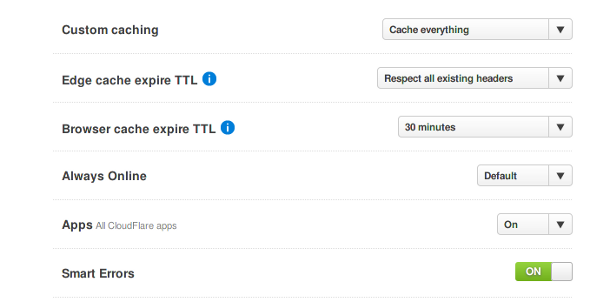 Custom caching Cache everything
Edge cache expire TTL i Respect all existing headers
Browser cache expire TTL i 30 minutes
Always Online Default
Apps All CloudFlare apps On
Smart Errors ON